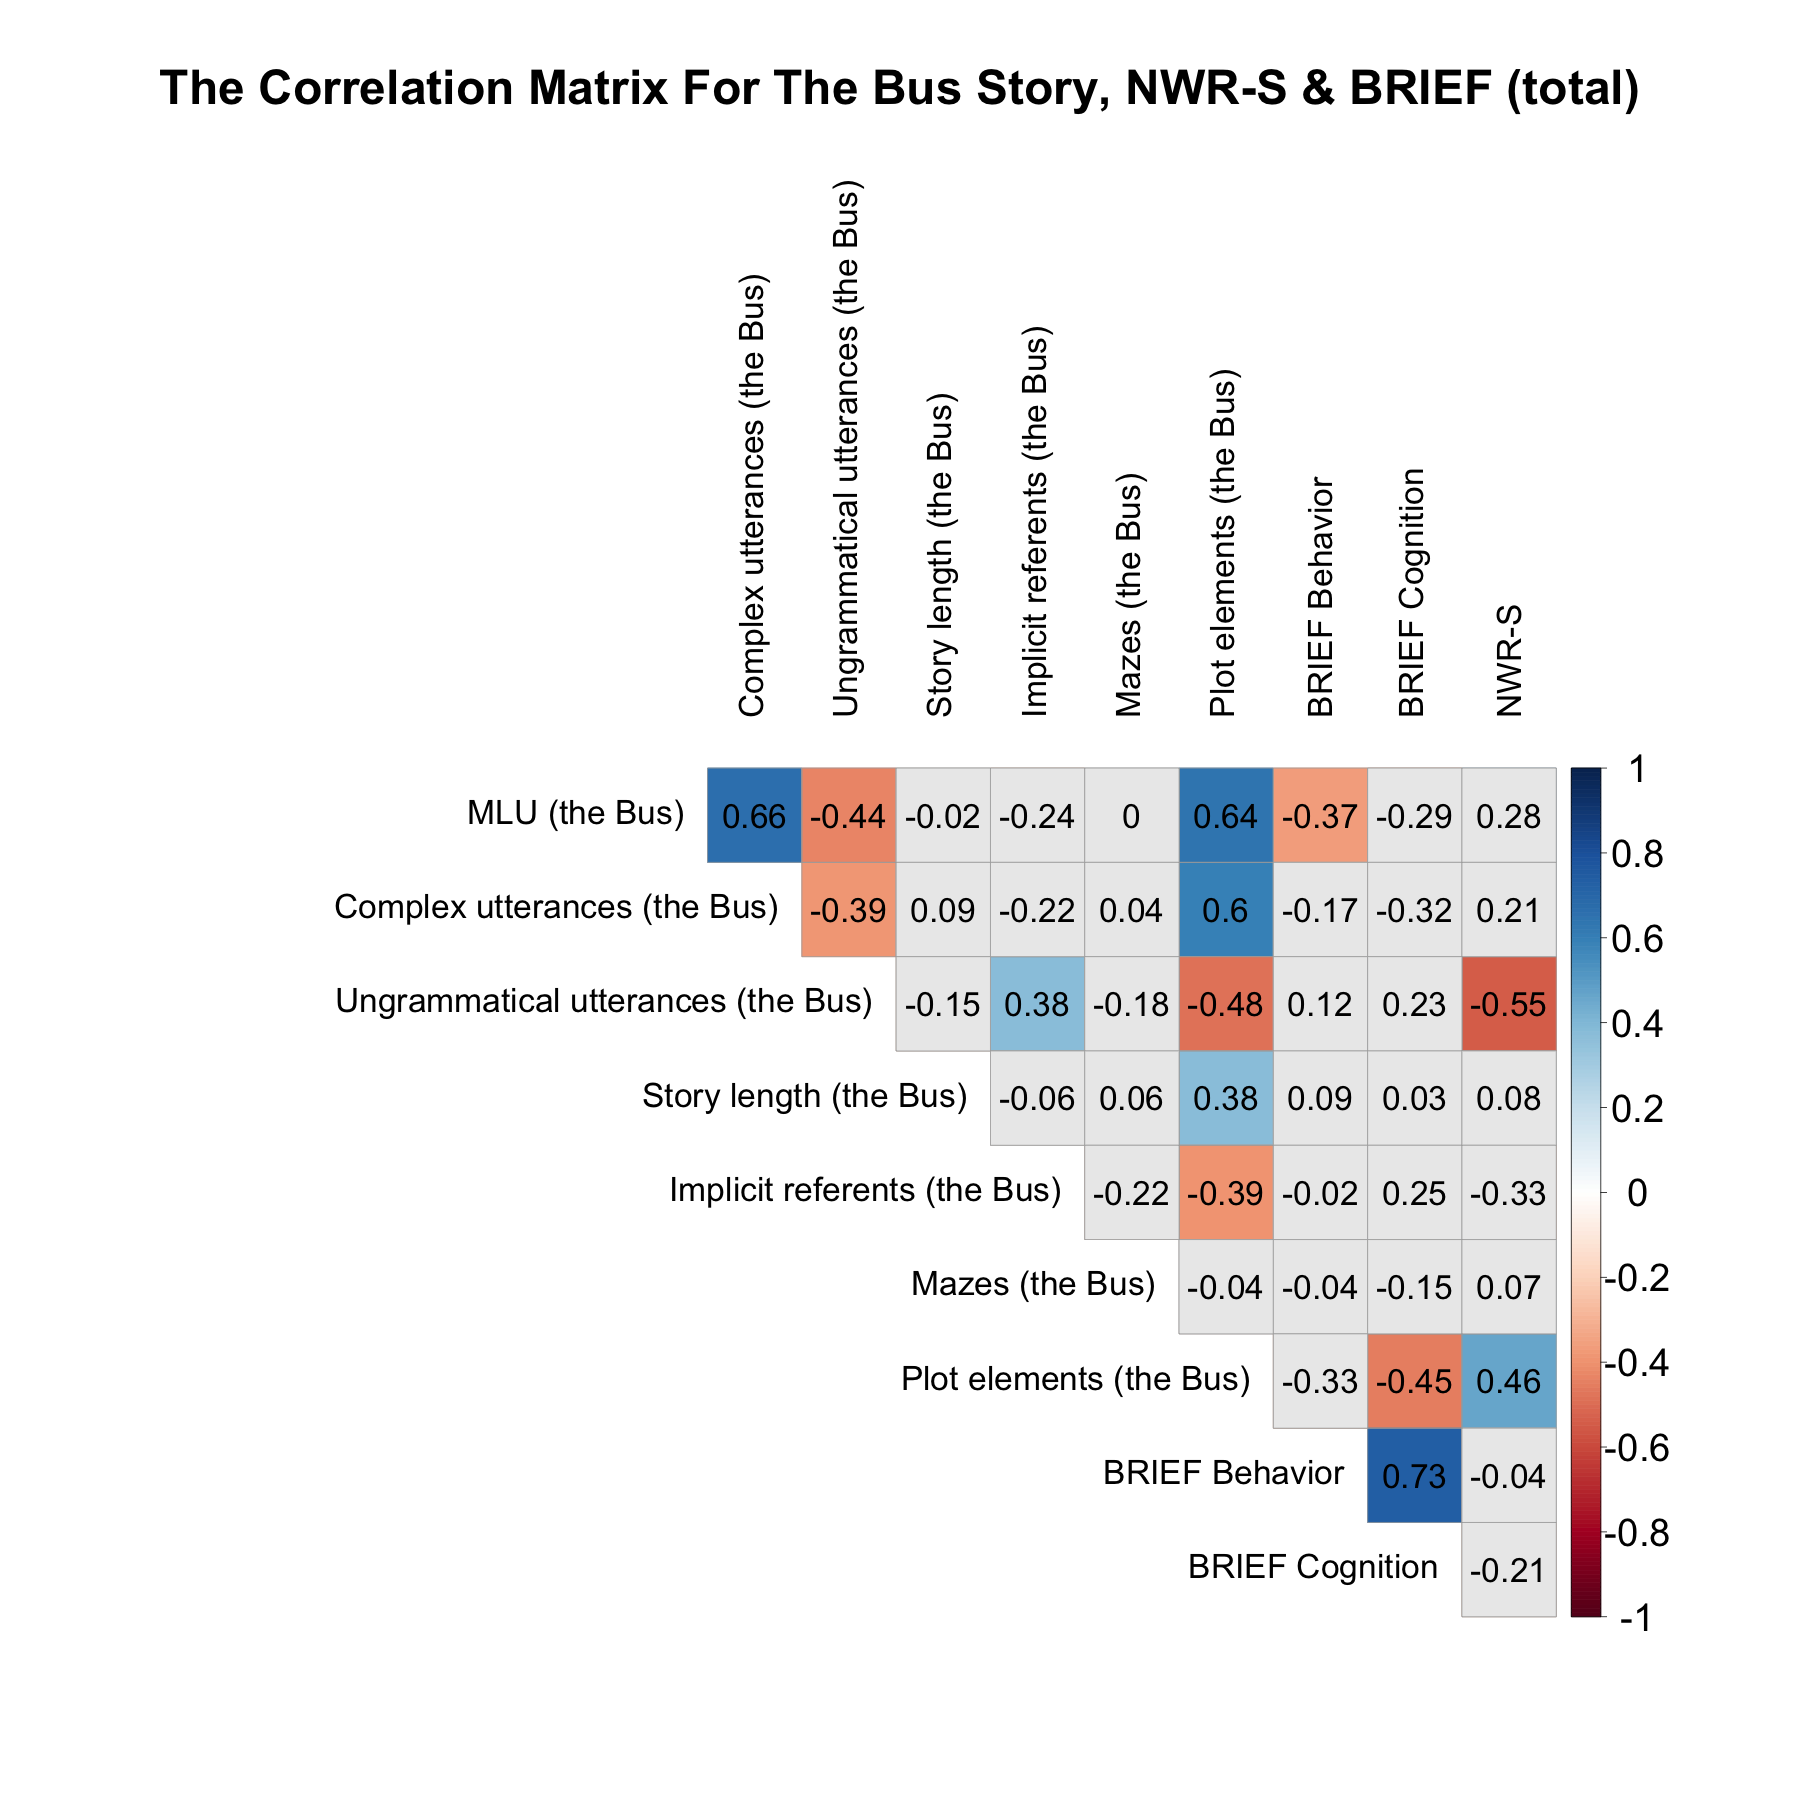 The Correlation Matrix For The Bus Story, NWR-S & BRIEF (total)
Complex utterances (the Bus)
Ungrammatical utterances (the Bus)
Story length (the Bus)
Implicit referents (the Bus)
Mazes (the Bus)
Plot elements (the Bus)
BRIEF Behavior
BRIEF Cognition
NWR-S
MLU (the Bus) 0.66 -0.44 -0.02 -0.24 0 0.64 -0.37 -0.29 0.28
Complex utterances (the Bus) -0.39 0.09 -0.22 0.04 0.6 -0.17 -0.32 0.21
Ungrammatical utterances (the Bus) -0.15 0.38 -0.18 -0.48 0.12 0.23 -0.55
Story length (the Bus) -0.06 0.06 0.38 0.09 0.03 0.08
Implicit referents (the Bus) -0.22 -0.39 -0.02 0.25 -0.33
Mazes (the Bus) -0.04 -0.04 -0.15 0.07
Plot elements (the Bus) -0.33 -0.45 0.46
BRIEF Behavior 0.73 -0.04
BRIEF Cognition -0.21
1
0.8
0.6
0.4
0.2
0
-0.2
-0.4
-0.6
-0.8
-1